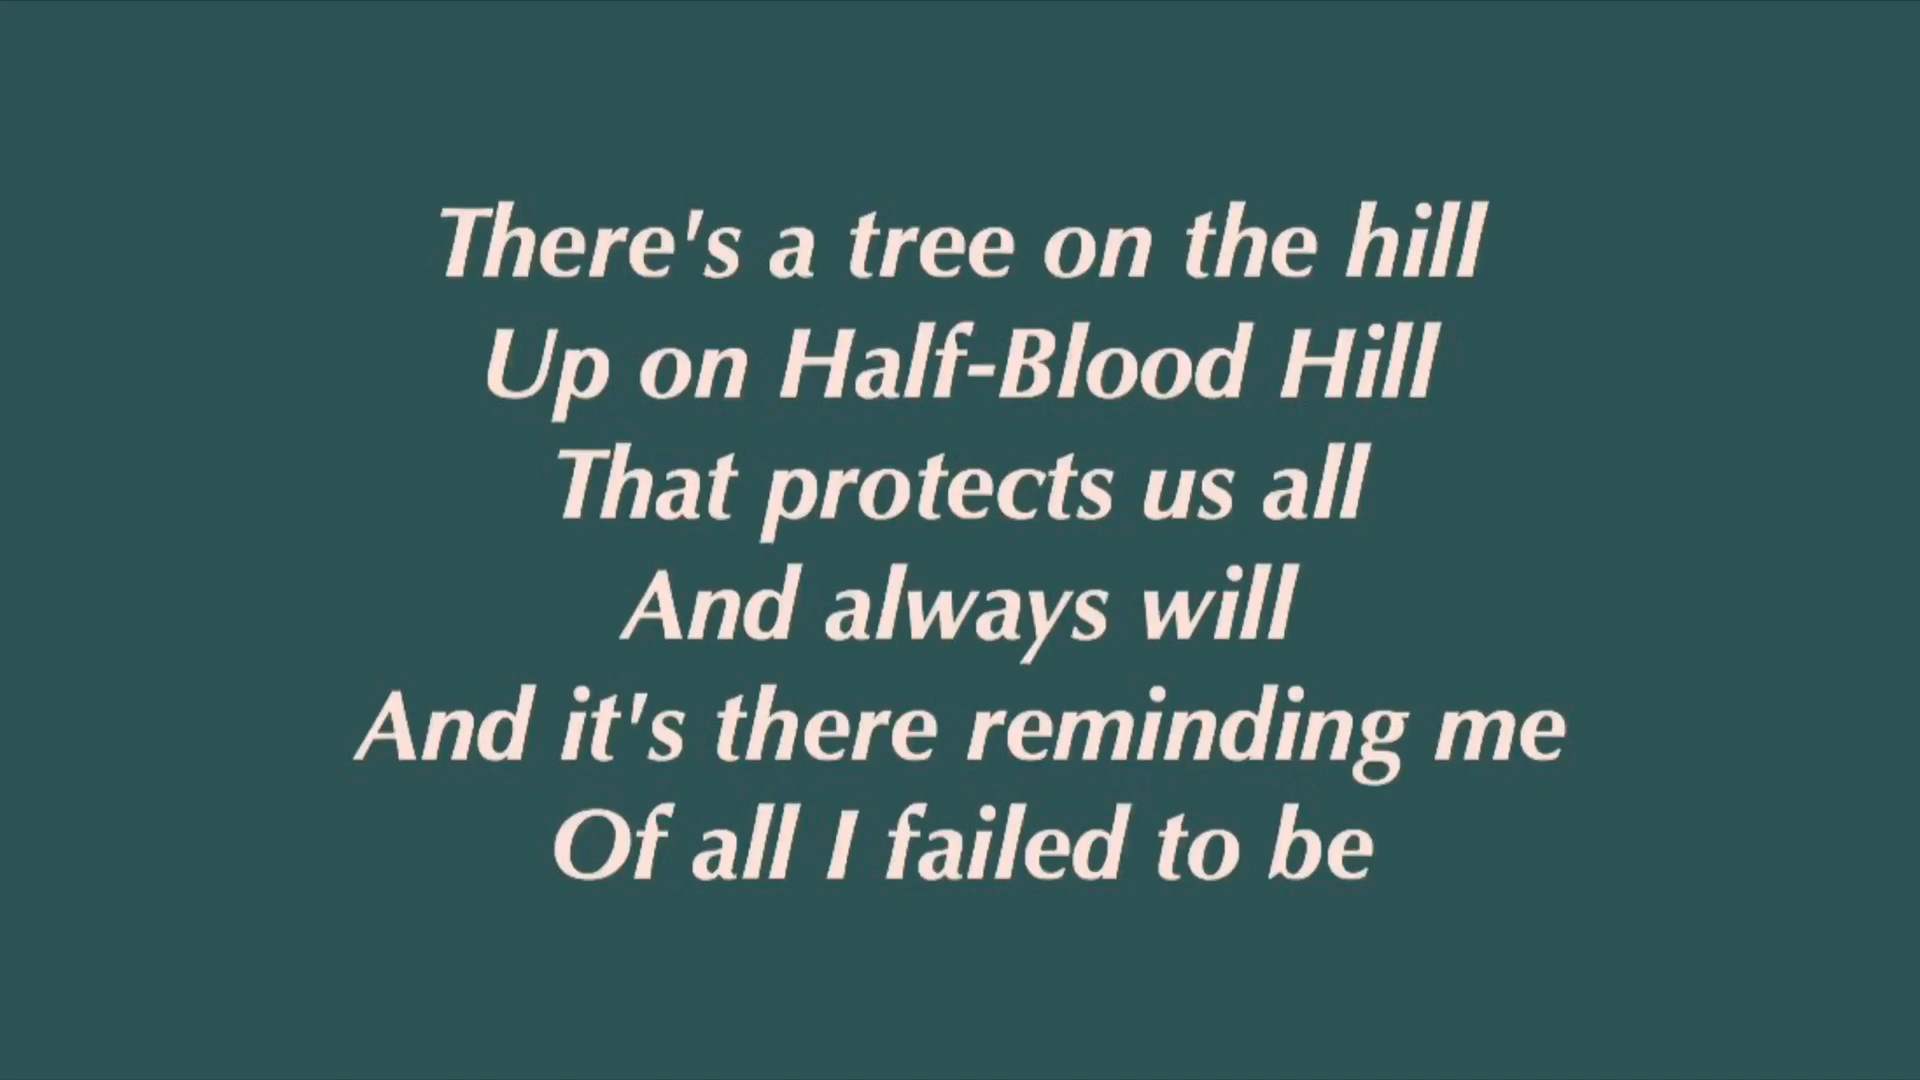 There's a tree on the hill
Up on Half-Blood Hill
That protects us all
And always will
And it's there reminding me
Of all I failed to be